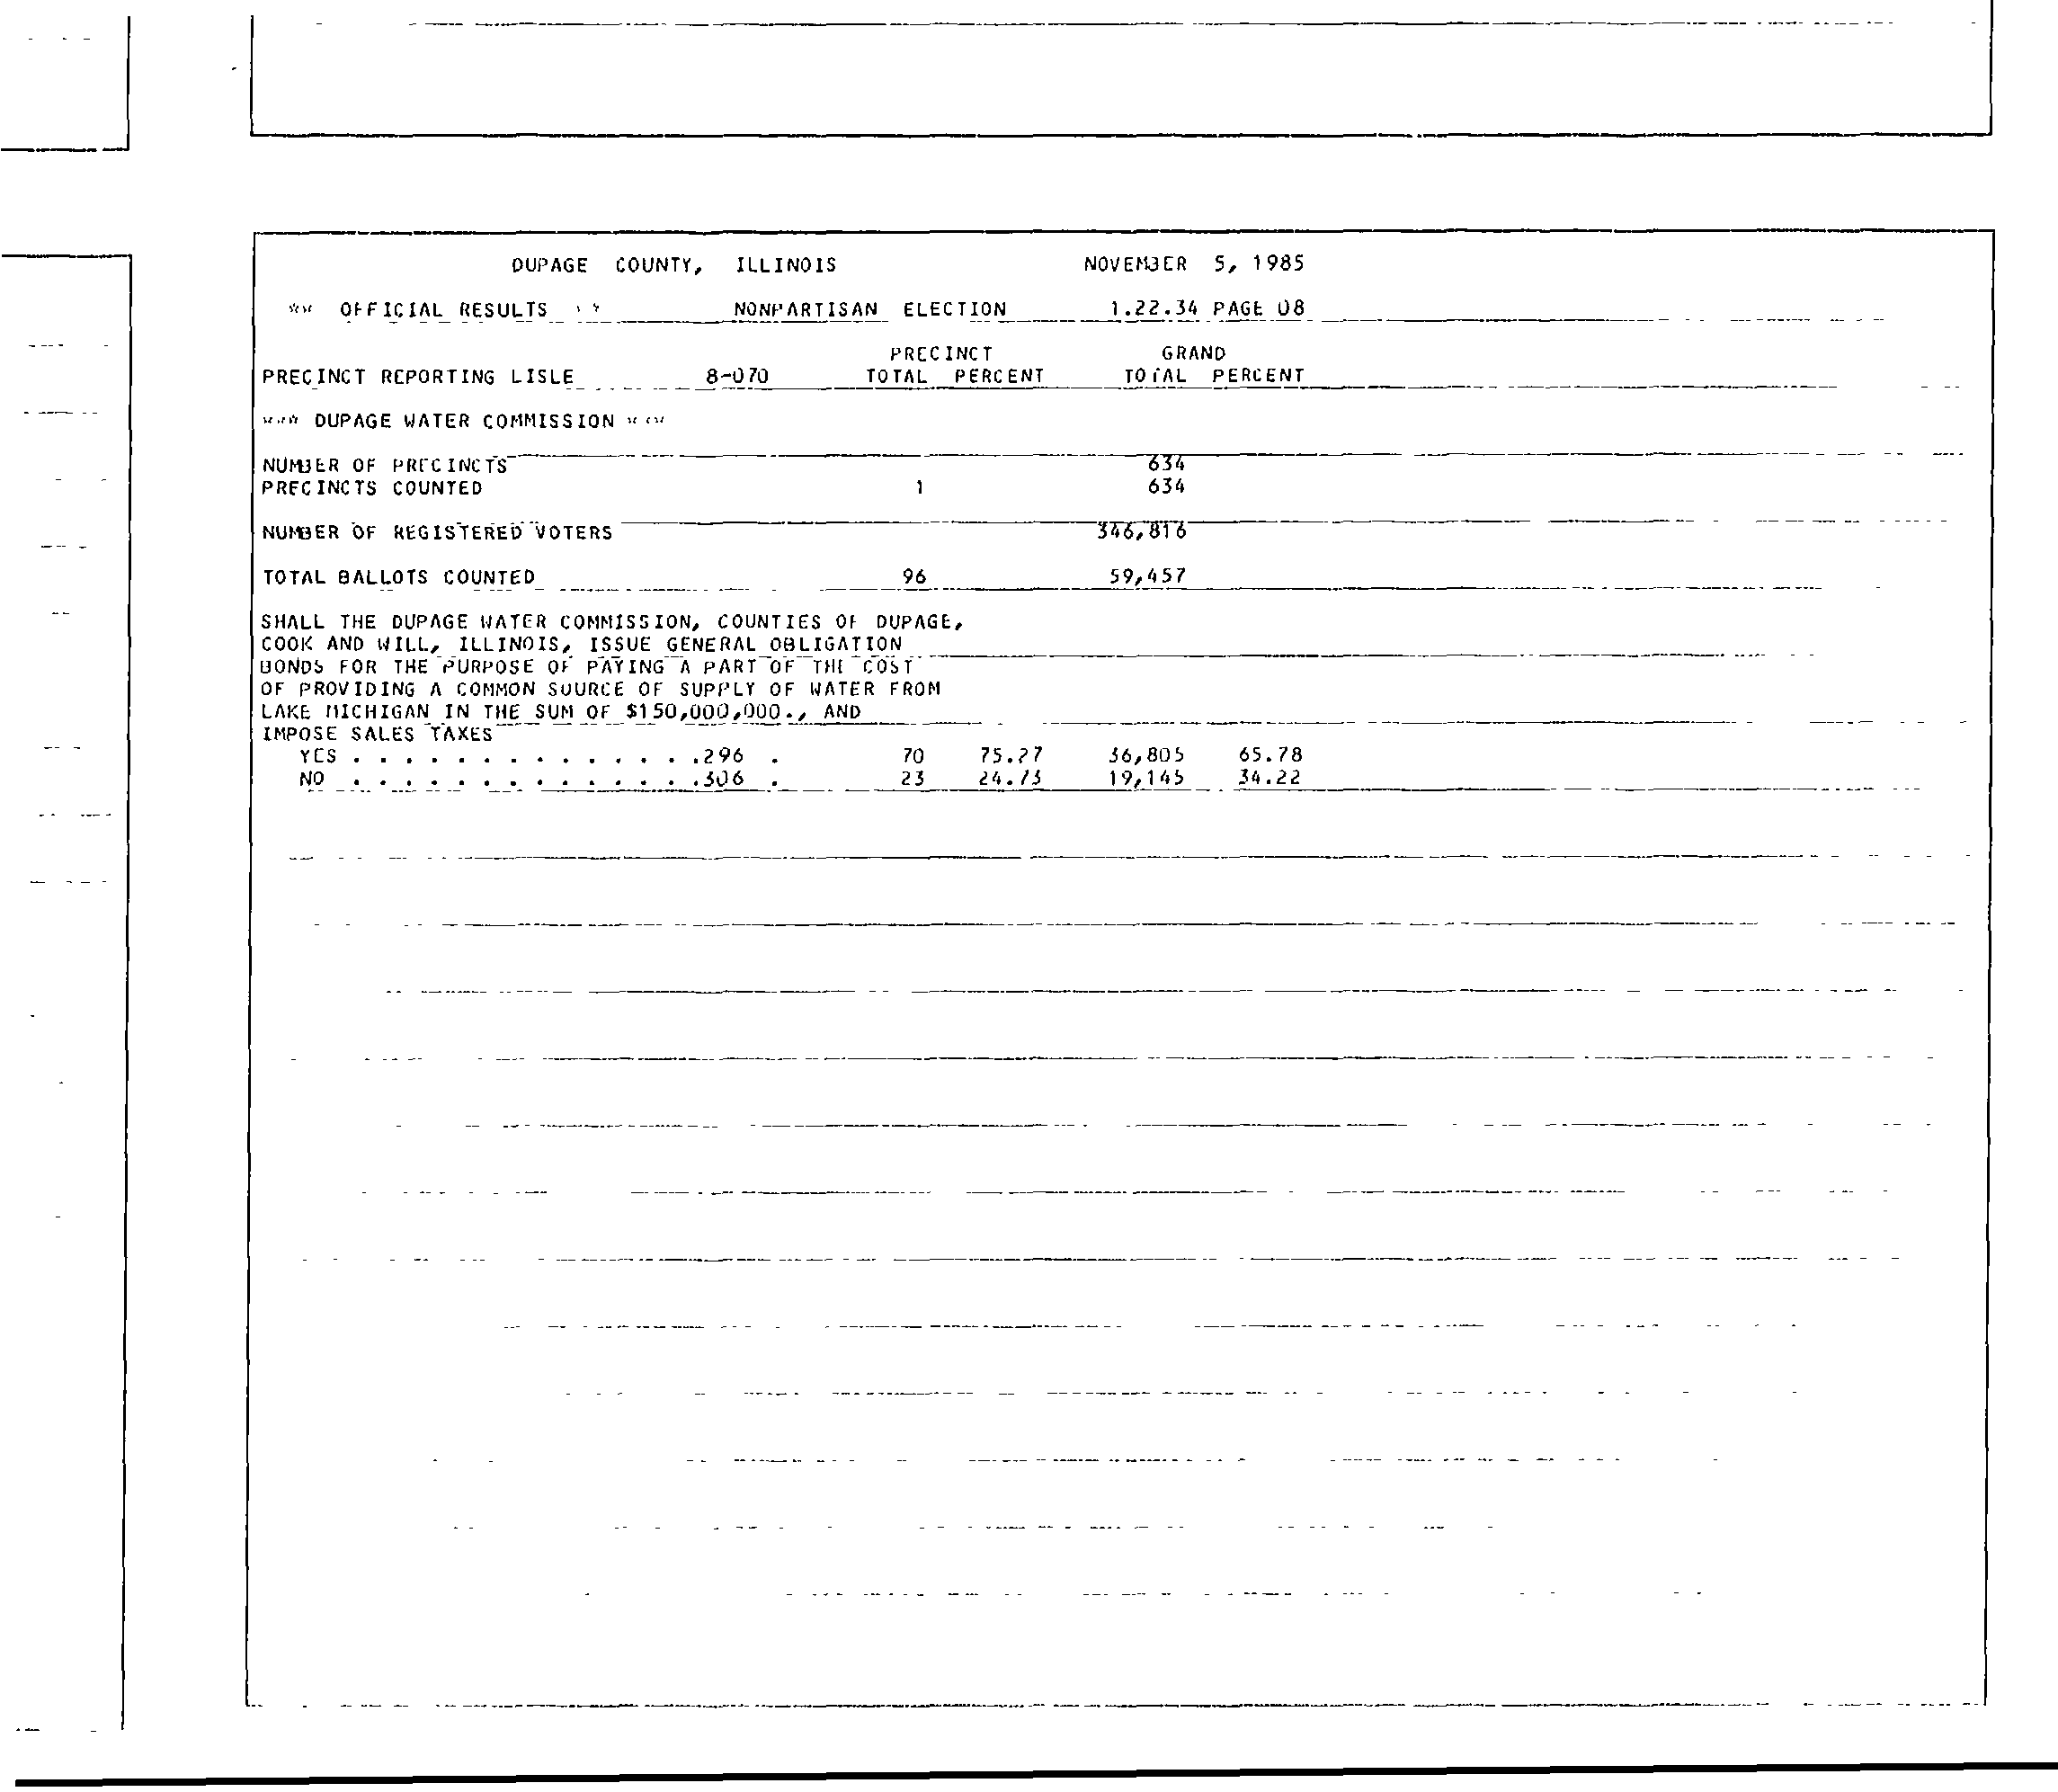 DUPAGE COUNTY, ILLINOIS NOVEMBER 5, 1985
** OFFICIAL RESULTS ** NONPARTISAN ELECTION 1.22.34 PAGE 08
PRECINCT GRAND
PRECINCT REPORTING LISLE 8-070 TOTAL PERCENT TOTAL PERCENT
*** DUPAGE WATER COMMISSION ***
NUMBER OF PRECINCTS 634
PRECINCTS COUNTED 1 634
NUMBER OF REGISTERED VOTERS 346,816
TOTAL BALLOTS COUNTED 96 59,457
SHALL THE DUPAGE WATER COMMISSION, COUNTIES OF DUPAGE,
COOK AND WILL, ILLINOIS, ISSUE GENERAL OBLIGATION
BONDS FOR THE PURPOSE OF PAYING A PART OF THE COST
OF PROVIDING A COMMON SOURCE OF SUPPLY OF WATER FROM
LAKE MICHIGAN IN THE SUM OF $150,000,000., AND
IMPOSE SALES TAXES
YES . . . . . . . . . . . . . .296 . 70 75.27 36,805 65.78
NO . . . . . . . . . . . . . .306 . 23 24.73 19,145 34.22